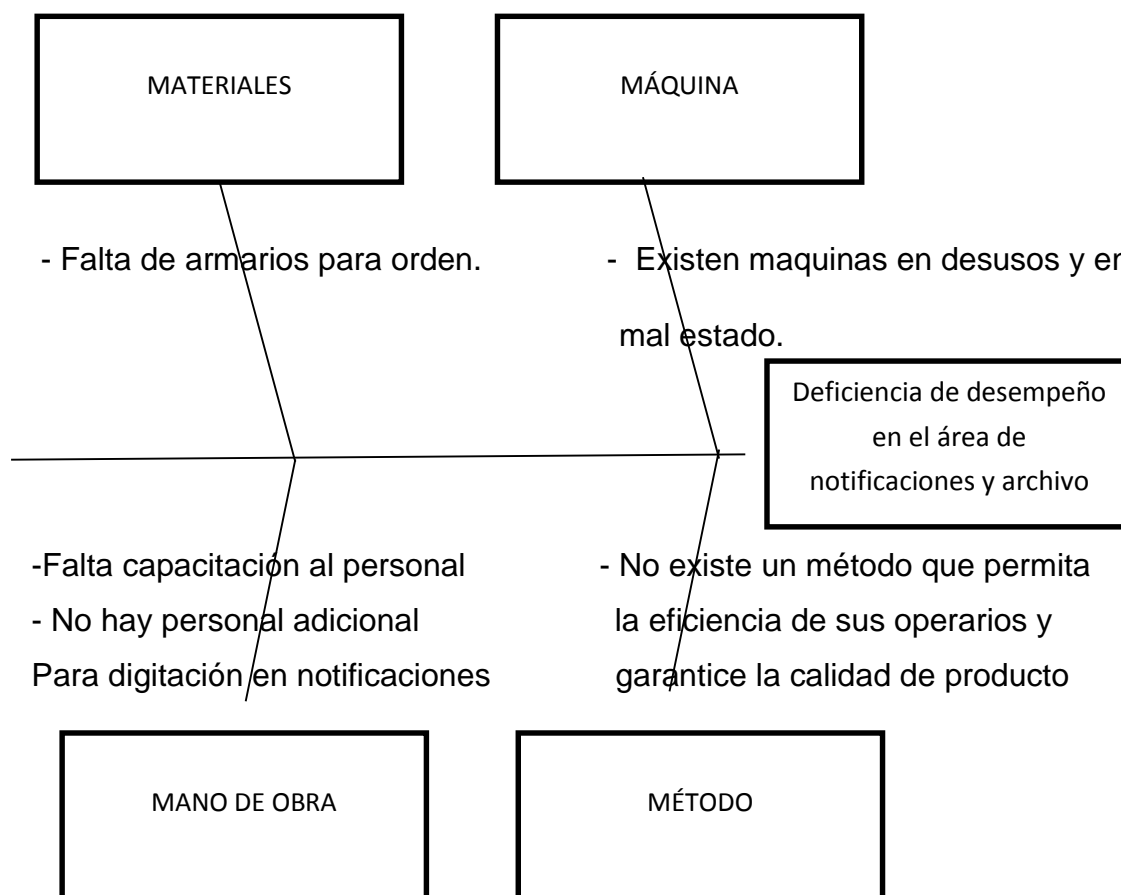 MATERIALES
MÁQUINA
- Falta de armarios para orden.
- Existen maquinas en desusos y en
mal estado.
Deficiencia de desempeño
en el área de
notificaciones y archivo
-Falta capacitación al personal
- No hay personal adicional
Para digitación en notificaciones
- No existe un método que permita
la eficiencia de sus operarios y
garantice la calidad de producto
MANO DE OBRA
MÉTODO